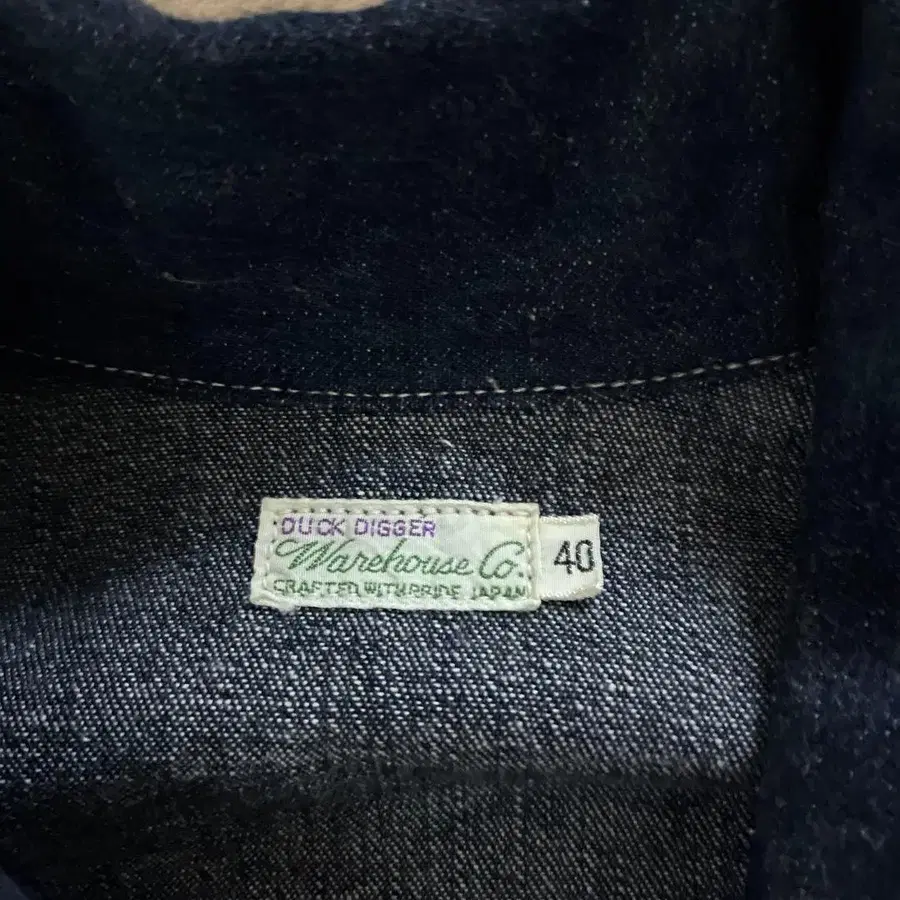 DUCK DIGGER
Warehouse Co.
CRAFTED WITH PRIDE JAPAN
40